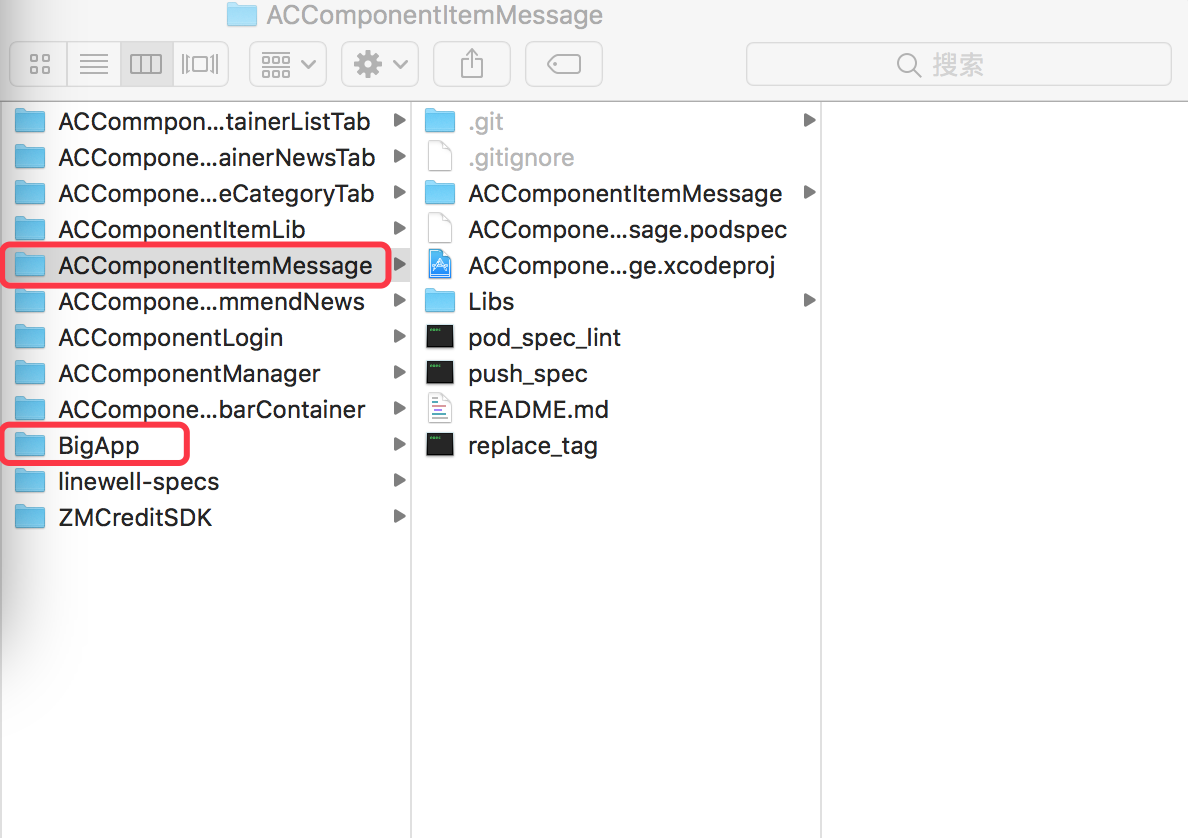 ACComponentItemMessage
搜索
ACCommpon...tainerListTab
ACCompone...ainerNewsTab
ACCompone...eCategoryTab
ACComponentItemLib
ACComponentItemMessage
ACCompone...mmendNews
ACComponentLogin
ACComponentManager
ACCompone...barContainer
BigApp
linewell-specs
ZMCreditSDK
.git
.gitignore
ACComponentItemMessage
ACCompone...sage.podspec
ACCompone...ge.xcodeproj
Libs
pod_spec_lint
push_spec
README.md
replace_tag